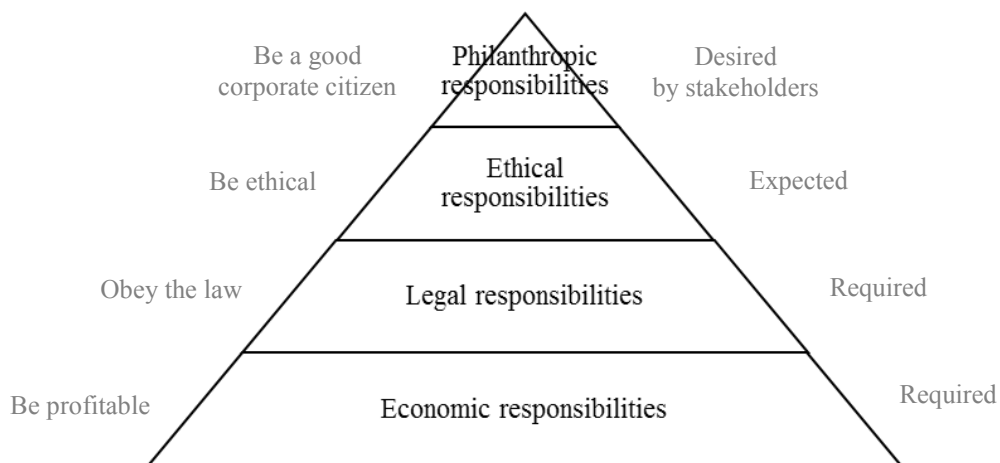 Be a good
corporate citizen
Philanthropic
responsibilities
Desired
by stakeholders
Be ethical
Ethical
responsibilities
Expected
Obey the law
Legal responsibilities
Required
Be profitable
Economic responsibilities
Required